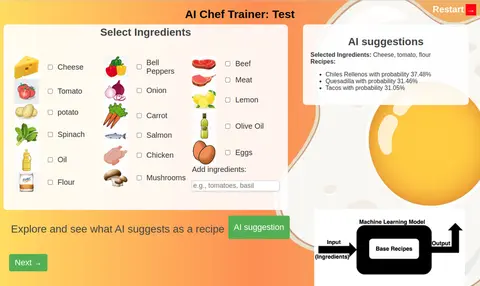 AI Chef Trainer: Test
Restart →
Select Ingredients
Cheese
Tomato
potato
Spinach
Oil
Flour
Bell
Peppers
Onion
Carrot
Salmon
Chicken
Mushrooms
Beef
Meat
Lemon
Olive Oil
Eggs
Add ingredients:
e.g., tomatoes, basil
Explore and see what AI suggests as a recipe
AI suggestion
Next →
AI suggestions
Selected Ingredients: Cheese, tomato, flour
Recipes:
• Chiles Rellenos with probability 37.48%
• Quesadilla with probability 31.46%
• Tacos with probability 31.05%
Machine Learning Model
Input
(Ingredients)
Base Recipes
Output